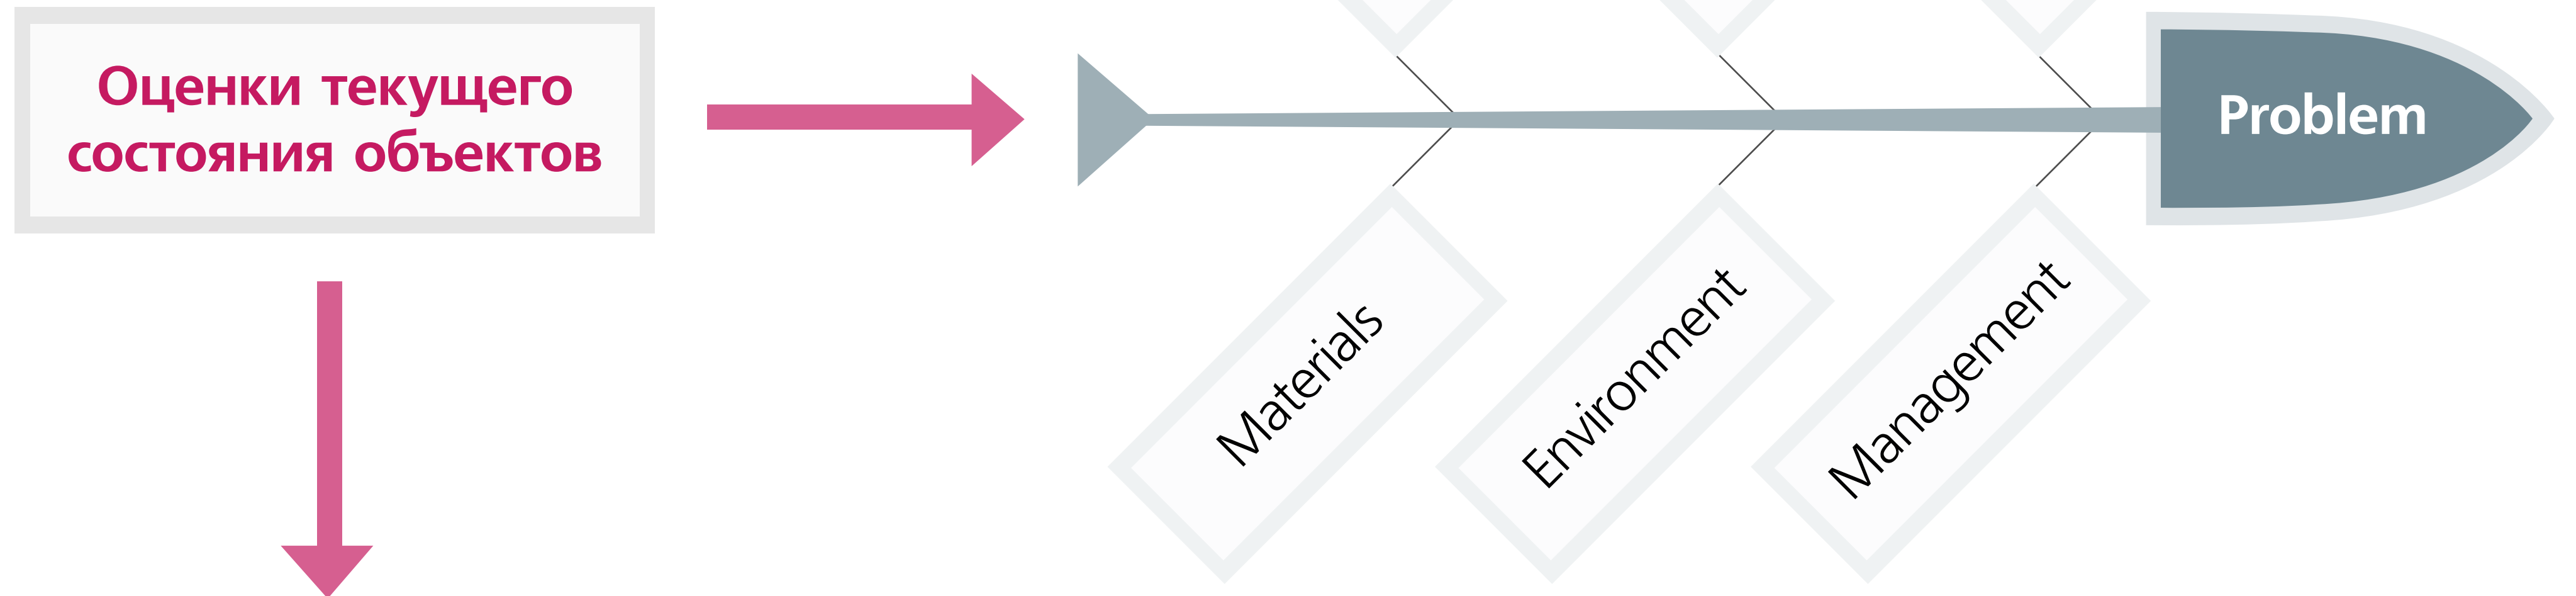 Оценки текущего
состояния объектов
Problem
Materials
Environment
Management